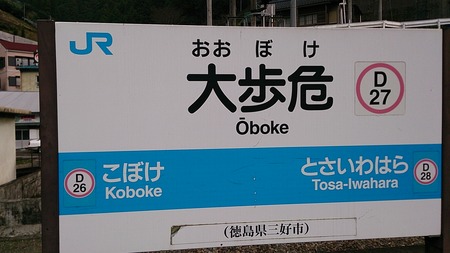 JR
おおぼけ
大歩危
D
27
Ōboke
D
26
こぼけ
Koboke
とさいわはら
Tosa-Iwahara
D
28
(徳島県三好市)